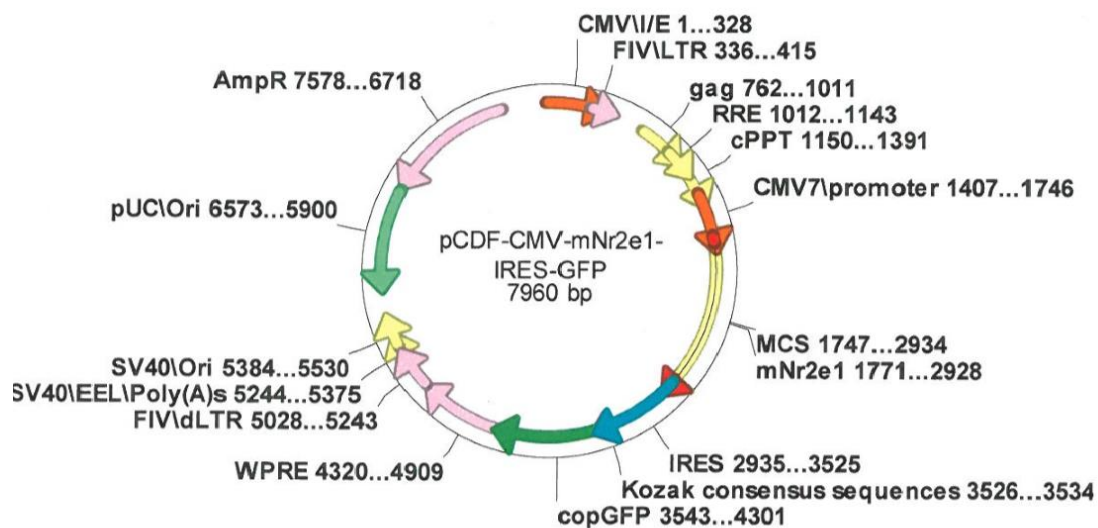 CMV\I/E 1...328
FIV\LTR 336...415
gag 762...1011
RRE 1012...1143
cPPT 1150...1391
CMV7\promoter 1407...1746
MCS 1747...2934
mNr2e1 1771...2928
IRES 2935...3525
Kozak consensus sequences 3526...3534
copGFP 3543...4301
WPRE 4320...4909
FIV\dLTR 5028...5243
SV40\EEL\Poly(A)s 5244...5375
SV40\Ori 5384...5530
pUC\Ori 6573...5900
AmpR 7578...6718
pCDF-CMV-mNr2e1-
IRES-GFP
7960 bp